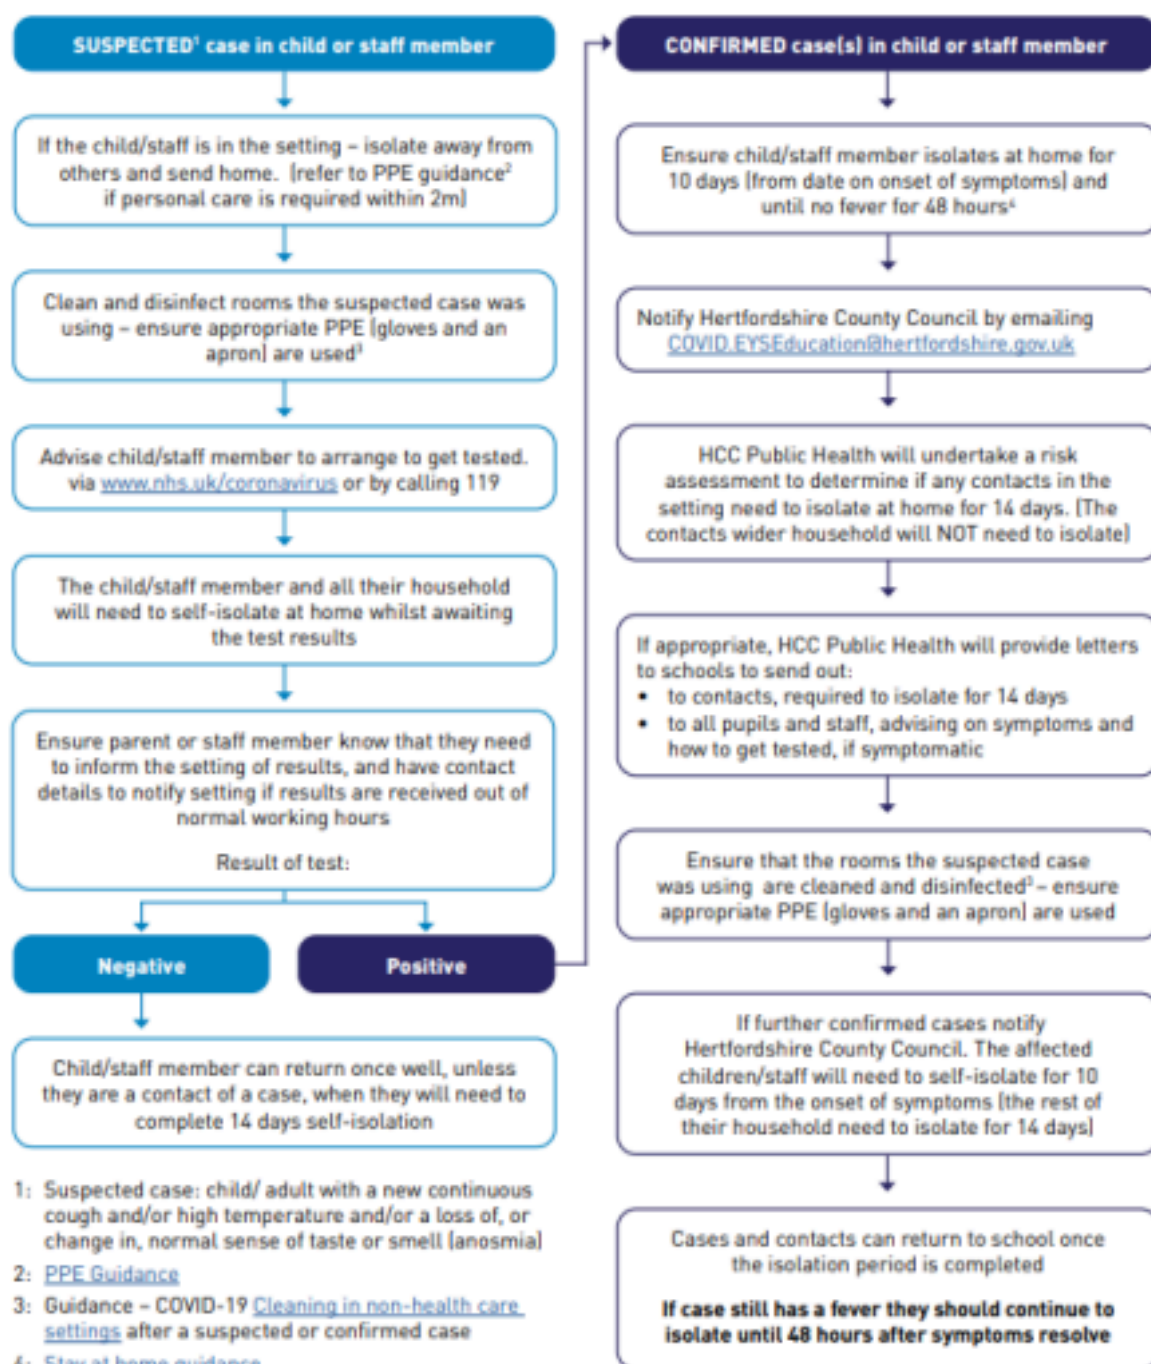 SUSPECTED¹ case in child or staff member
If the child/staff is in the setting – isolate away from
others and send home. (refer to PPE guidance²
if personal care is required within 2m)
Clean and disinfect rooms the suspected case was
using – ensure appropriate PPE (gloves and an
apron) are used³
Advise child/staff member to arrange to get tested.
via www.nhs.uk/coronavirus or by calling 119
The child/staff member and all their household
will need to self-isolate at home whilst awaiting
the test results
Ensure parent or staff member know that they need
to inform the setting of results, and have contact
details to notify setting if results are received out of
normal working hours
Result of test:
Negative
Positive
Child/staff member can return once well, unless
they are a contact of a case, when they will need to
complete 14 days self-isolation
1: Suspected case: child/ adult with a new continuous
cough and/or high temperature and/or a loss of, or
change in, normal sense of taste or smell (anosmia)
2: PPE Guidance
3: Guidance – COVID-19 Cleaning in non-health care
settings after a suspected or confirmed case
4: Stay at home guidance
CONFIRMED case(s) in child or staff member
Ensure child/staff member isolates at home for
10 days (from date on onset of symptoms) and
until no fever for 48 hours⁴
Notify Hertfordshire County Council by emailing
COVID.EYSEducation@hertfordshire.gov.uk
HCC Public Health will undertake a risk
assessment to determine if any contacts in the
setting need to isolate at home for 14 days. (The
contacts wider household will NOT need to isolate)
If appropriate, HCC Public Health will provide letters
to schools to send out:
• to contacts, required to isolate for 14 days
• to all pupils and staff, advising on symptoms and
how to get tested, if symptomatic
Ensure that the rooms the suspected case
was using are cleaned and disinfected³ – ensure
appropriate PPE (gloves and an apron) are used
If further confirmed cases notify
Hertfordshire County Council. The affected
children/staff will need to self-isolate for 10
days from the onset of symptoms (the rest of
their household need to isolate for 14 days)
Cases and contacts can return to school once
the isolation period is completed
If case still has a fever they should continue to
isolate until 48 hours after symptoms resolve